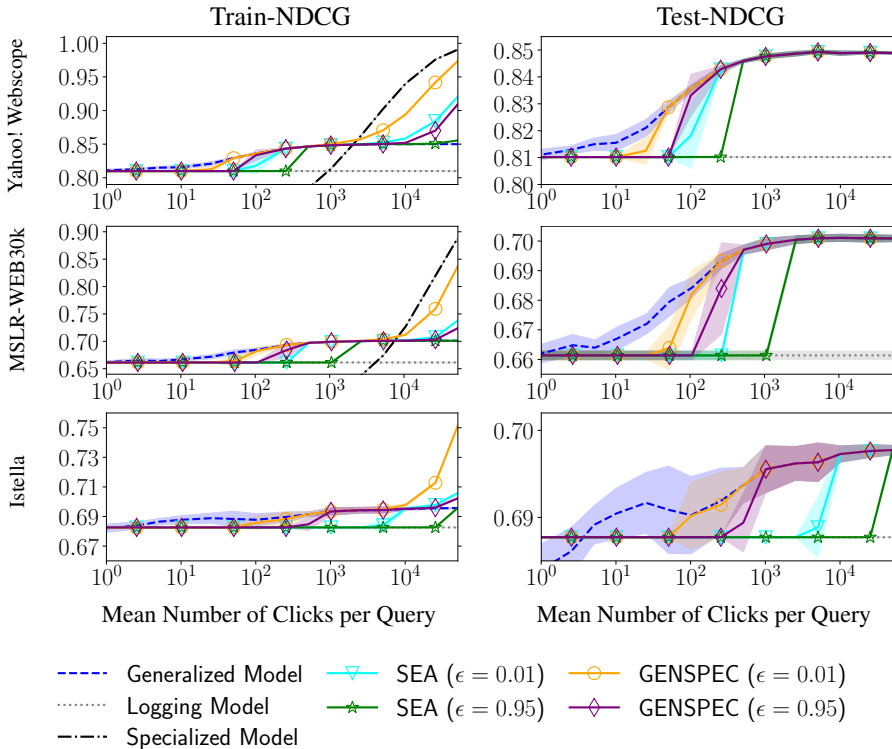 Train-NDCG Test-NDCG
Yahoo! Webscope
1.00
0.95
0.90
0.85
0.80
10^0 10^1 10^2 10^3 10^4
0.85
0.84
0.83
0.82
0.81
0.80
10^0 10^1 10^2 10^3 10^4
MSLR-WEB30k
0.90
0.85
0.80
0.75
0.70
0.65
10^0 10^1 10^2 10^3 10^4
0.70
0.69
0.68
0.67
0.66
10^0 10^1 10^2 10^3 10^4
Istella
0.75
0.73
0.71
0.69
0.67
10^0 10^1 10^2 10^3 10^4
0.70
0.69
10^0 10^1 10^2 10^3 10^4
Mean Number of Clicks per Query Mean Number of Clicks per Query
Generalized Model SEA (ϵ = 0.01) GENSPEC (ϵ = 0.01)
Logging Model SEA (ϵ = 0.95) GENSPEC (ϵ = 0.95)
Specialized Model